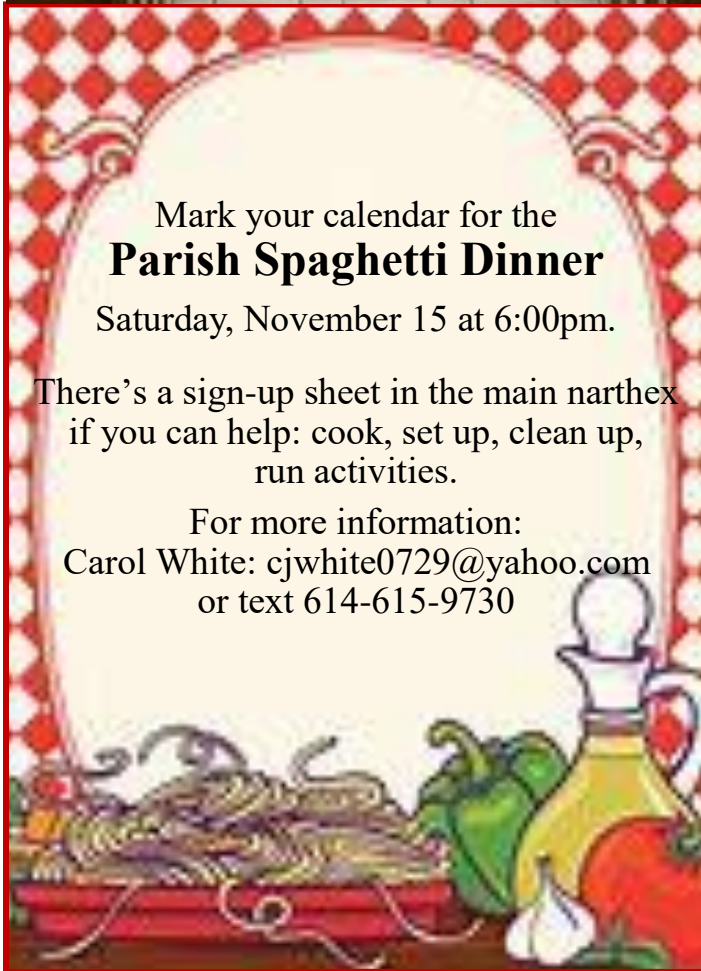 Mark your calendar for the
Parish Spaghetti Dinner
Saturday, November 15 at 6:00pm.
There’s a sign-up sheet in the main narthex
if you can help: cook, set up, clean up,
run activities.
For more information:
Carol White: cjwhite0729@yahoo.com
or text 614-615-9730